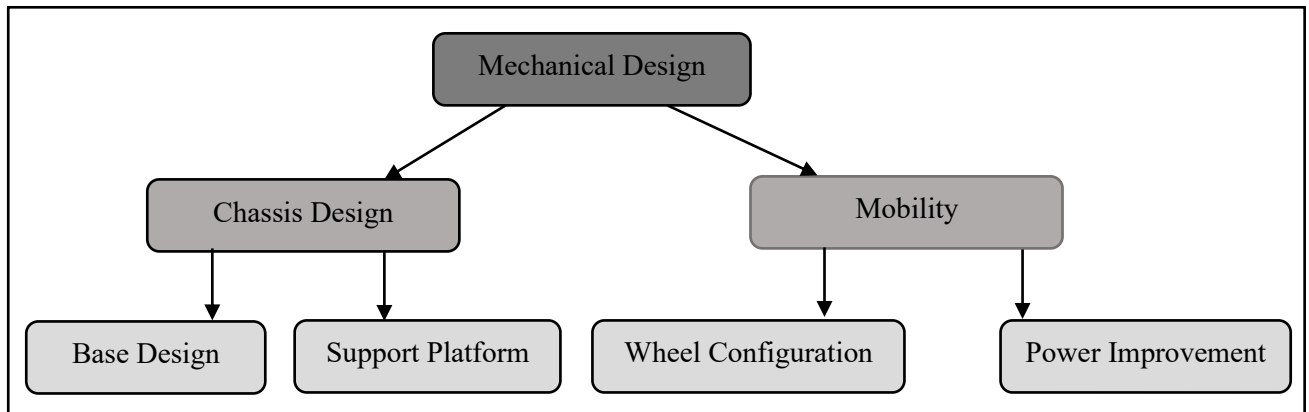 Mechanical Design
Chassis Design
Mobility
Base Design
Support Platform
Wheel Configuration
Power Improvement